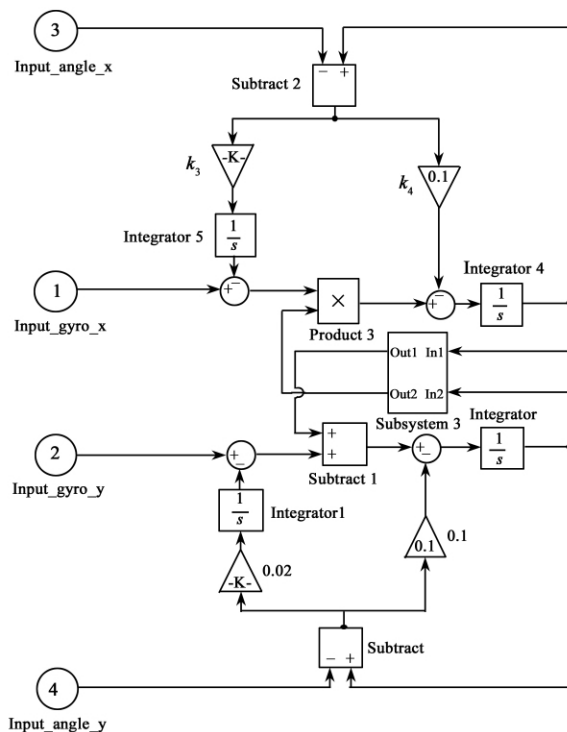 3
Input_angle_x
− +
Subtract 2
k3
-K-
0.1
k4
Integrator 5
1
s
+ −
1
Input_gyro_x
×
Product 3
+ −
Integrator 4
1
s
Out1 In1
Out2 In2
Subsystem 3
2
Input_gyro_y
+ −
+
+
Subtract 1
+ −
Integrator
1
s
1
s
Integrator1
-K-
0.02
0.1
0.1
− +
Subtract
4
Input_angle_y